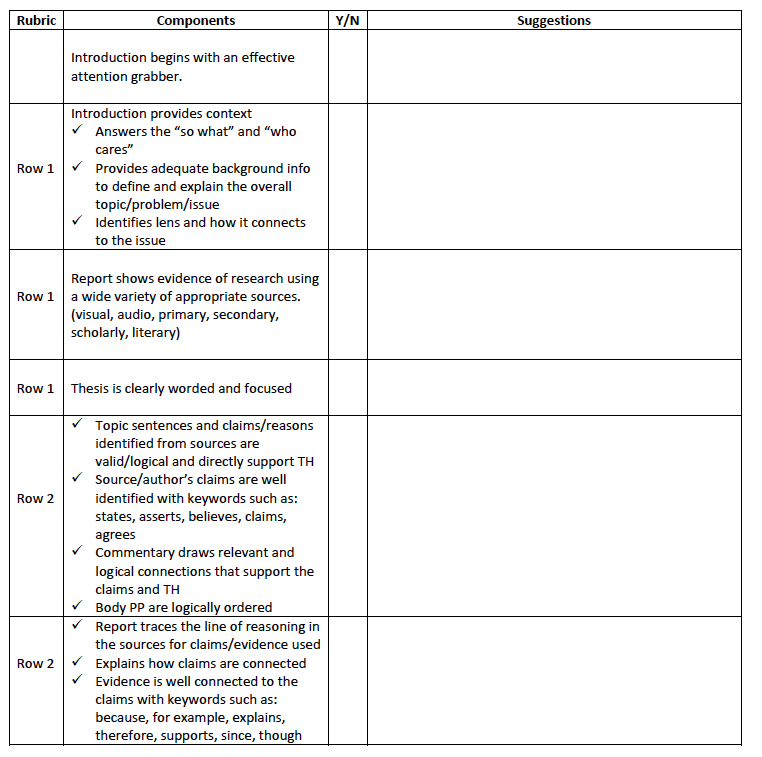 Rubric Components Y/N Suggestions
Introduction begins with an effective
attention grabber.
Introduction provides context
✓ Answers the “so what” and “who
cares”
Row 1 ✓ Provides adequate background info
to define and explain the overall
topic/problem/issue
✓ Identifies lens and how it connects
to the issue
Report shows evidence of research using
Row 1 a wide variety of appropriate sources.
(visual, audio, primary, secondary,
scholarly, literary)
Row 1 Thesis is clearly worded and focused
✓ Topic sentences and claims/reasons
identified from sources are
valid/logical and directly support TH
✓ Source/author’s claims are well
Row 2 identified with keywords such as:
states, asserts, believes, claims,
agrees
✓ Commentary draws relevant and
logical connections that support the
claims and TH
✓ Body PP are logically ordered
✓ Report traces the line of reasoning in
the sources for claims/evidence used
Row 2 ✓ Explains how claims are connected
✓ Evidence is well connected to the
claims with keywords such as:
because, for example, explains,
therefore, supports, since, though